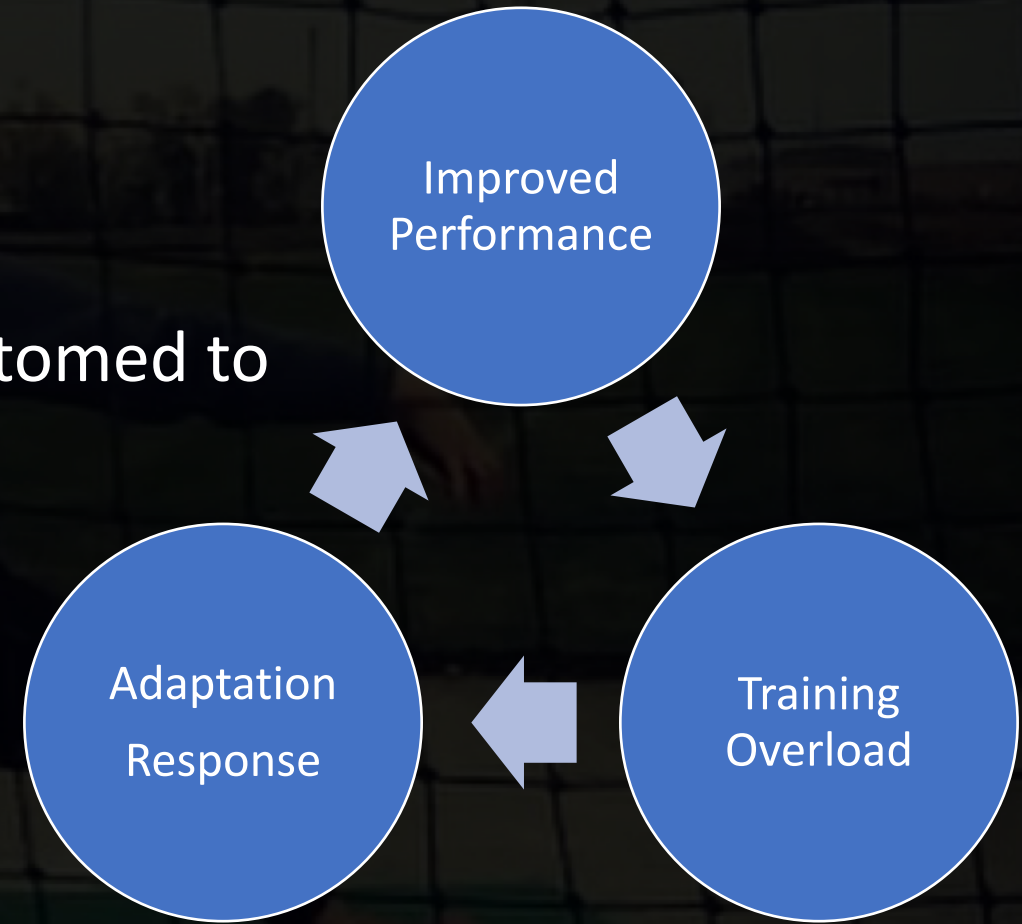 Improved
Performance
tomed to
Adaptation
Response
Training
Overload